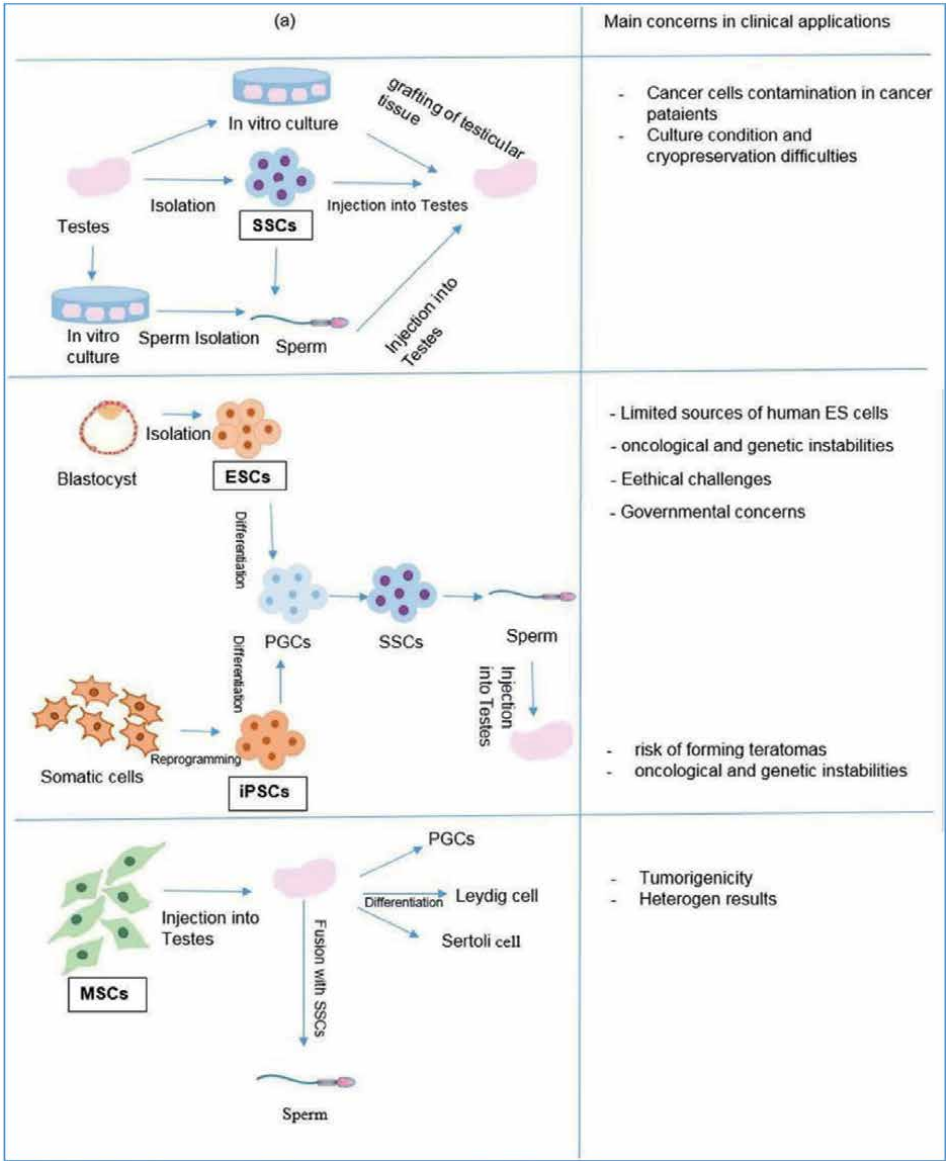 (a)
Main concerns in clinical applications
In vitro culture
grafting of testicular
tissue
Testes
Isolation
SSCs
Injection into Testes
In vitro
culture
Sperm Isolation
Sperm
Injection into
Testes
- Cancer cells contamination in cancer
pataients
- Culture condition and
cryopreservation difficulties
Blastocyst
Isolation
ESCs
Differentiation
PGCs
SSCs
Sperm
Differentiation
Injection
into Testes
Somatic cells
Reprogramming
iPSCs
- Limited sources of human ES cells
- oncological and genetic instabilities
- Eethical challenges
- Governmental concerns
- risk of forming teratomas
- oncological and genetic instabilities
MSCs
Injection into
Testes
PGCs
Differentiation
Leydig cell
Sertoli cell
Fusion with SSCs
Sperm
- Tumorigenicity
- Heterogen results